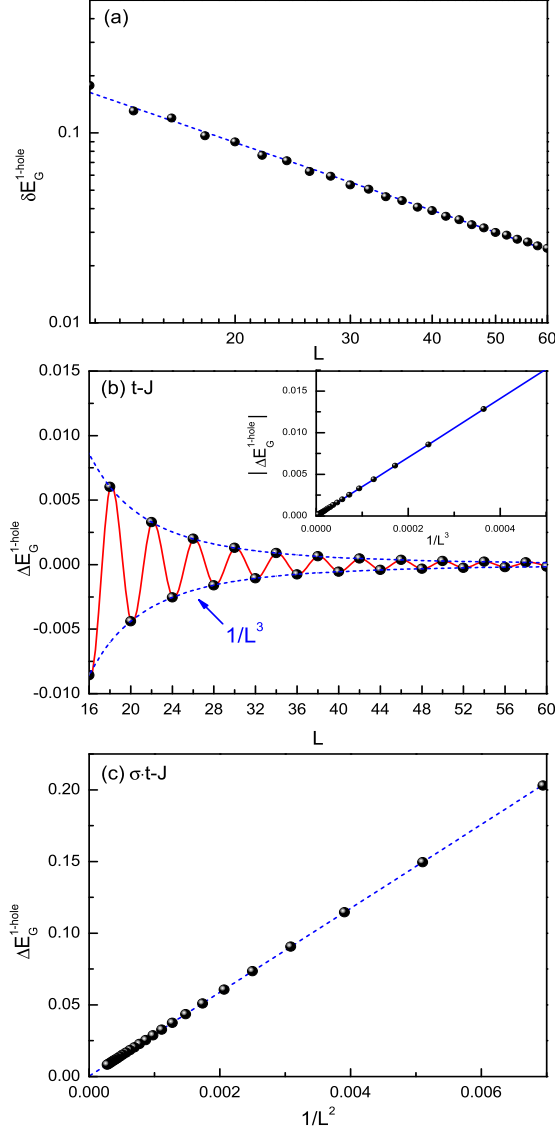 (a)
δE_G^1-hole
0.1
0.01
20 30 40 50 60
L
(b) t-J
ΔE_G^1-hole
0.015
0.010
0.005
0.000
-0.005
-0.010
16 20 24 28 32 36 40 44 48 52 56 60
L
1/L^3
| ΔE_G^1-hole |
0.015
0.010
0.005
0.000
0.0000 0.0002 0.0004
1/L^3
(c) σ·t-J
ΔE_G^1-hole
0.20
0.15
0.10
0.05
0.00
0.000 0.002 0.004 0.006
1/L^2